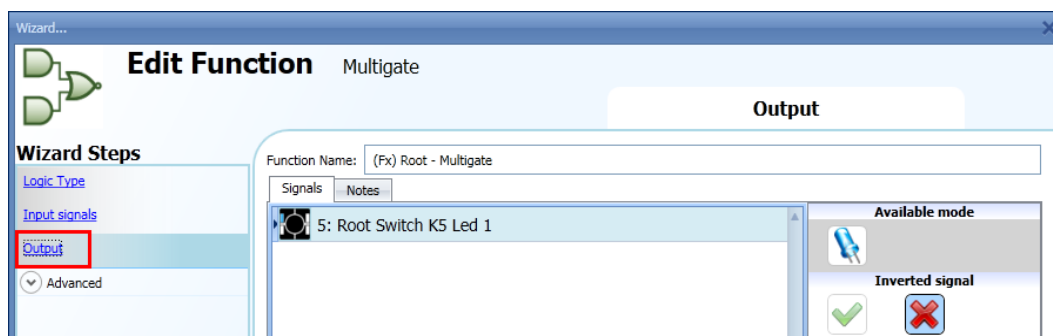 Wizard...
Edit Function Multigate
Output
Wizard Steps
Logic Type
Input signals
Output
Advanced
Function Name: (Fx) Root - Multigate
Signals Notes
5: Root Switch K5 Led 1
Available mode
Inverted signal